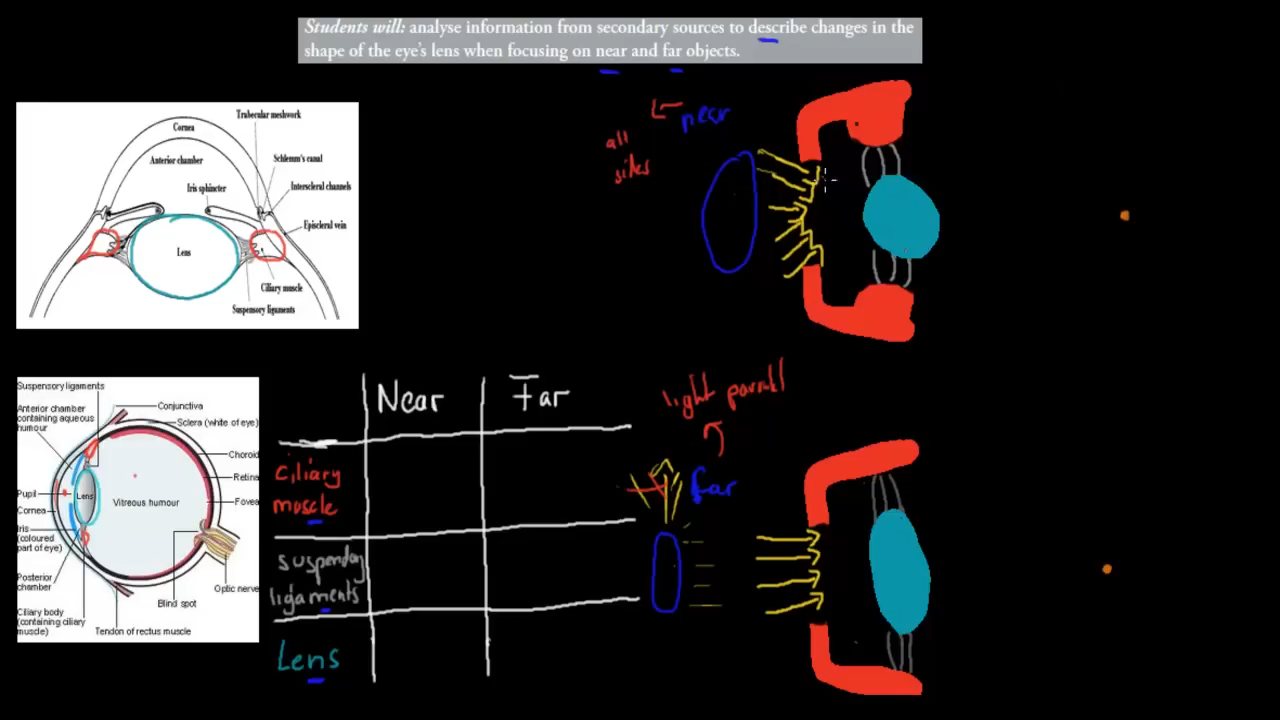 Students will: analyse information from secondary sources to describe changes in the
shape of the eye's lens when focusing on near and far objects.
Trabecular meshwork
Cornea
Anterior chamber
Schlemm's canal
Iris sphincter
Interscleral channels
Episcleral vein
Lens
Ciliary muscle
Suspensory ligaments
near
all
sides
Suspensory ligaments
Anterior chamber
containing aqueous
humour
Conjunctiva
Sclera (white of eye)
Choroid
Retina
Fovea
Pupil
Lens
Vitreous humour
Cornea
Iris
(coloured
part of eye)
Posterior
chamber
Ciliary body
(containing ciliary
muscle)
Optic nerve
Blind spot
Tendon of rectus muscle
Near
Far
ciliary
muscle
suspensory
ligaments
Lens
light parallel
far